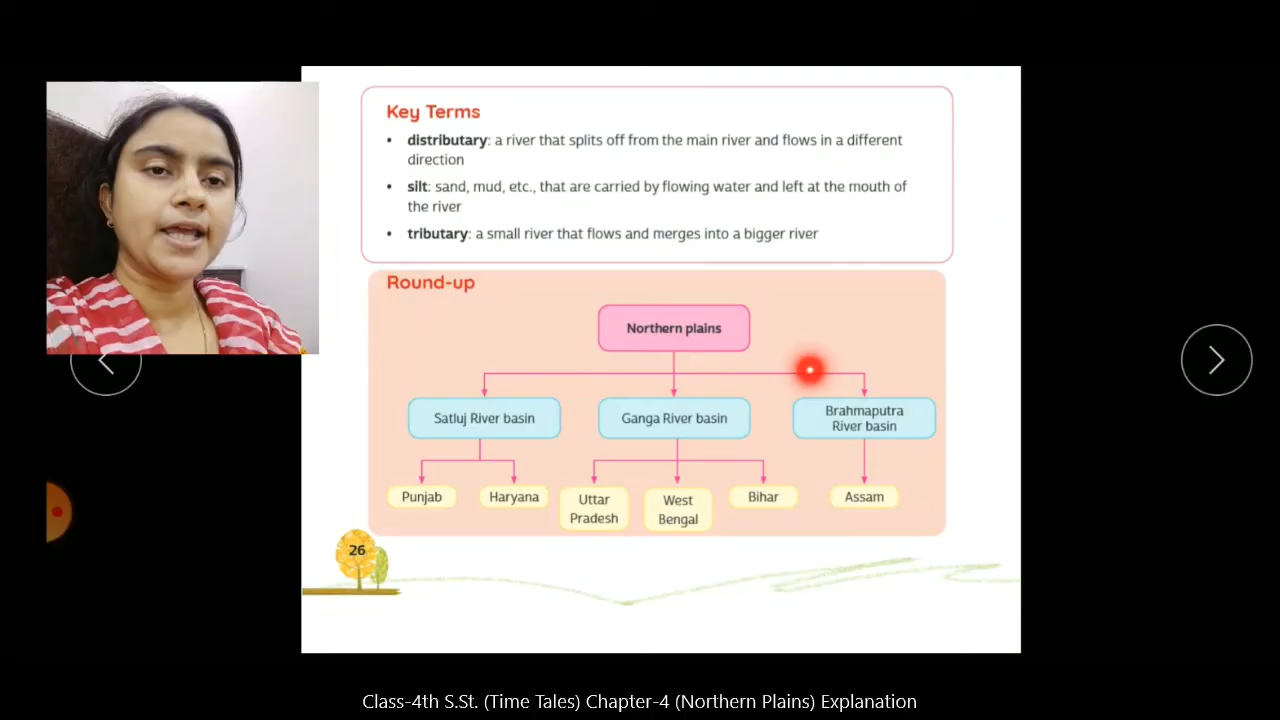 Key Terms
• distributary: a river that splits off from the main river and flows in a different
direction
• silt: sand, mud, etc., that are carried by flowing water and left at the mouth of
the river
• tributary: a small river that flows and merges into a bigger river
Round-up
Northern plains
Satluj River basin
Ganga River basin
Brahmaputra
River basin
Punjab
Haryana
Uttar
Pradesh
West
Bengal
Bihar
Assam
26
Class-4th S.St. (Time Tales) Chapter-4 (Northern Plains) Explanation